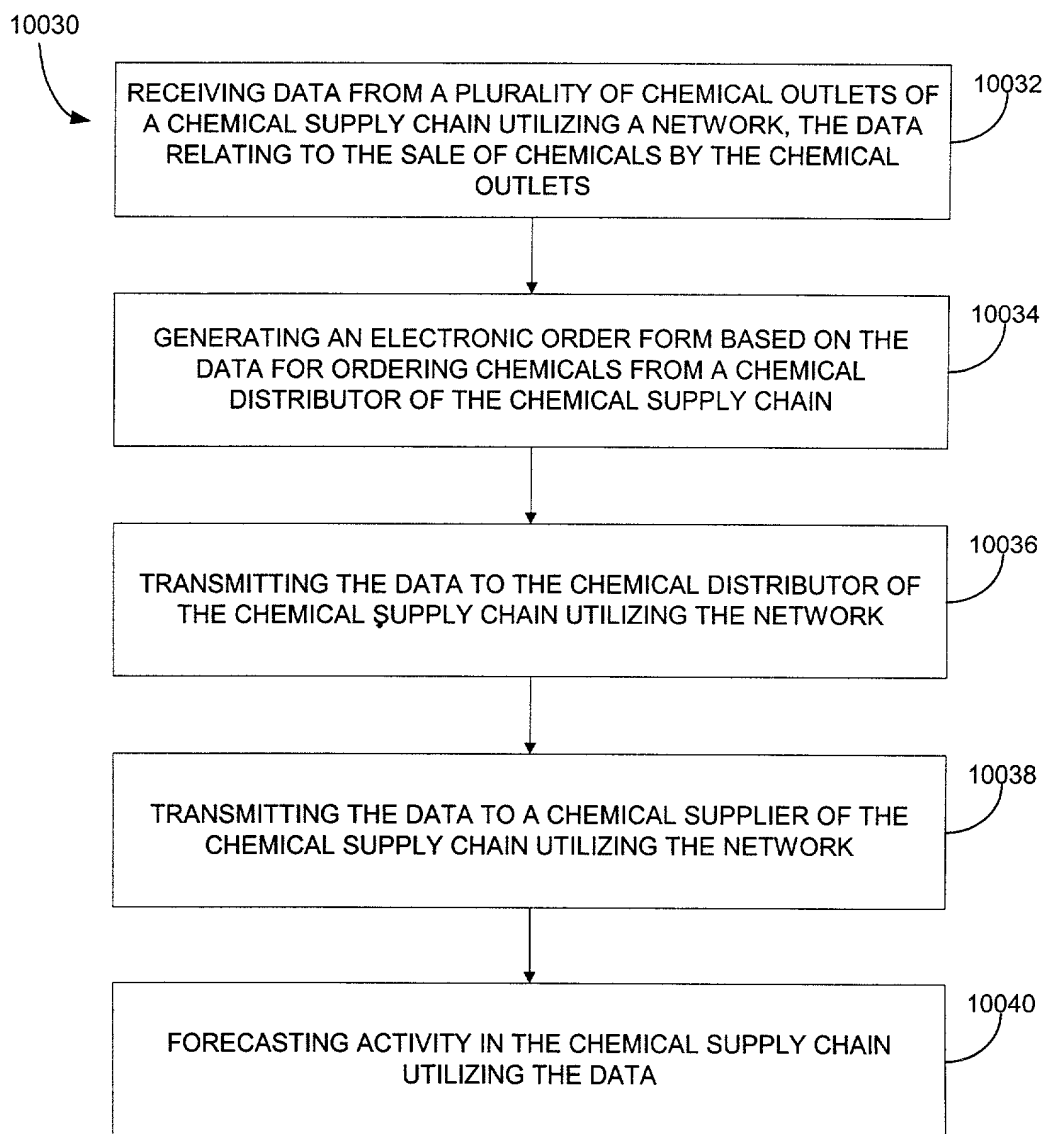 10030
RECEIVING DATA FROM A PLURALITY OF CHEMICAL OUTLETS OF
A CHEMICAL SUPPLY CHAIN UTILIZING A NETWORK, THE DATA
RELATING TO THE SALE OF CHEMICALS BY THE CHEMICAL
OUTLETS
10032
GENERATING AN ELECTRONIC ORDER FORM BASED ON THE
DATA FOR ORDERING CHEMICALS FROM A CHEMICAL
DISTRIBUTOR OF THE CHEMICAL SUPPLY CHAIN
10034
TRANSMITTING THE DATA TO THE CHEMICAL DISTRIBUTOR OF
THE CHEMICAL SUPPLY CHAIN UTILIZING THE NETWORK
10036
TRANSMITTING THE DATA TO A CHEMICAL SUPPLIER OF THE
CHEMICAL SUPPLY CHAIN UTILIZING THE NETWORK
10038
FORECASTING ACTIVITY IN THE CHEMICAL SUPPLY CHAIN
UTILIZING THE DATA
10040